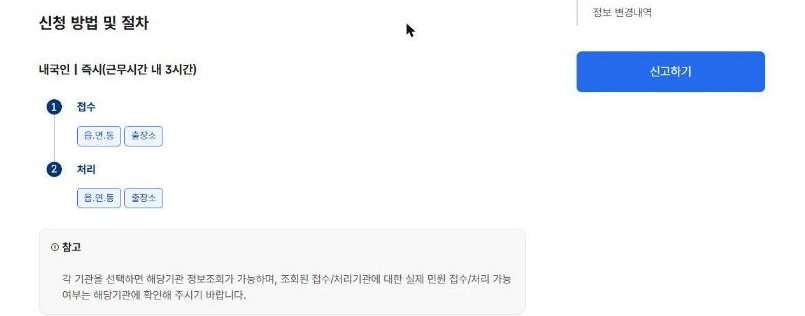 신청 방법 및 절차
정보 변경내역
내국인 | 즉시(근무시간 내 3시간)
신고하기
1 접수
읍.면.동 출장소
2 처리
읍.면.동 출장소
참고
각 기관을 선택하면 해당기관 정보조회가 가능하며, 조회된 접수/처리기관에 대한 실제 민원 접수/처리 가능
여부는 해당기관에 확인해 주시기 바랍니다.